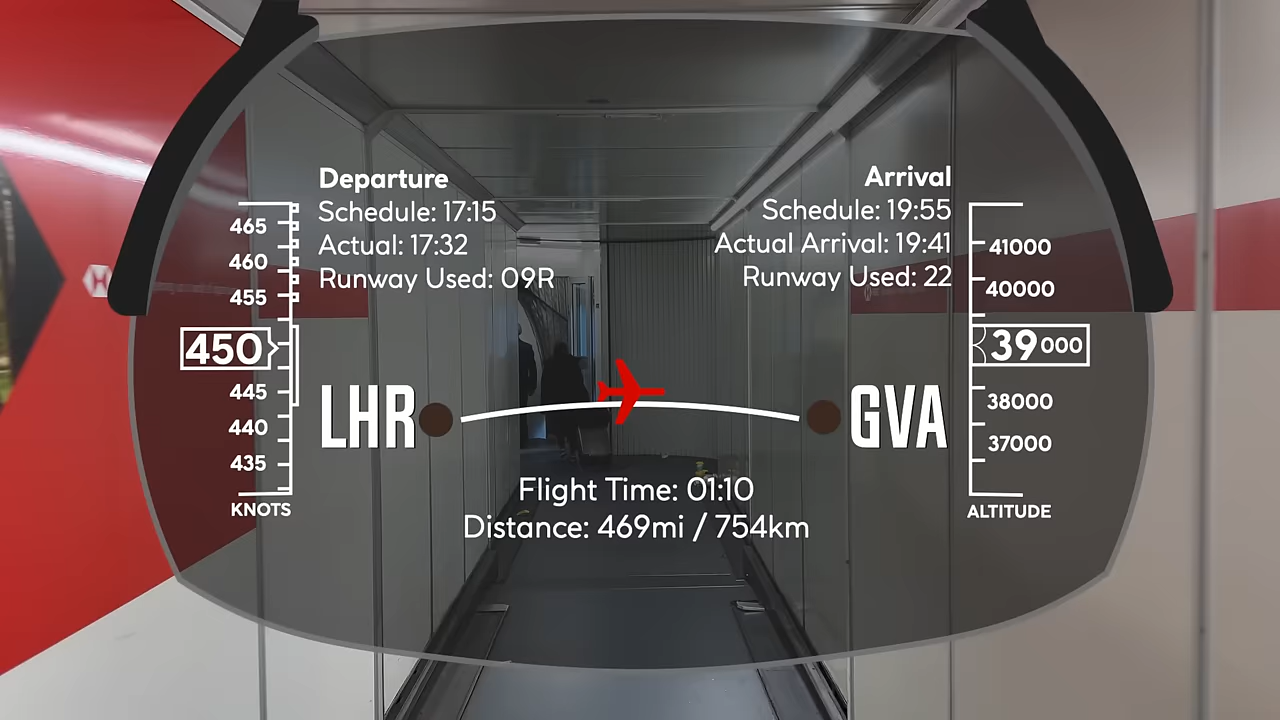 Departure
Schedule: 17:15
Actual: 17:32
Runway Used: 09R
Arrival
Schedule: 19:55
Actual Arrival: 19:41
Runway Used: 22
465
460
455
450
445
440
435
KNOTS
41000
40000
39000
38000
37000
ALTITUDE
LHR
GVA
Flight Time: 01:10
Distance: 469mi / 754km